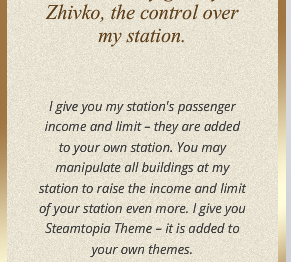 Zhivko, the control over
my station.
I give you my station's passenger
income and limit – they are added
to your own station. You may
manipulate all buildings at my
station to raise the income and limit
of your station even more. I give you
Steamtopia Theme – it is added to
your own themes.